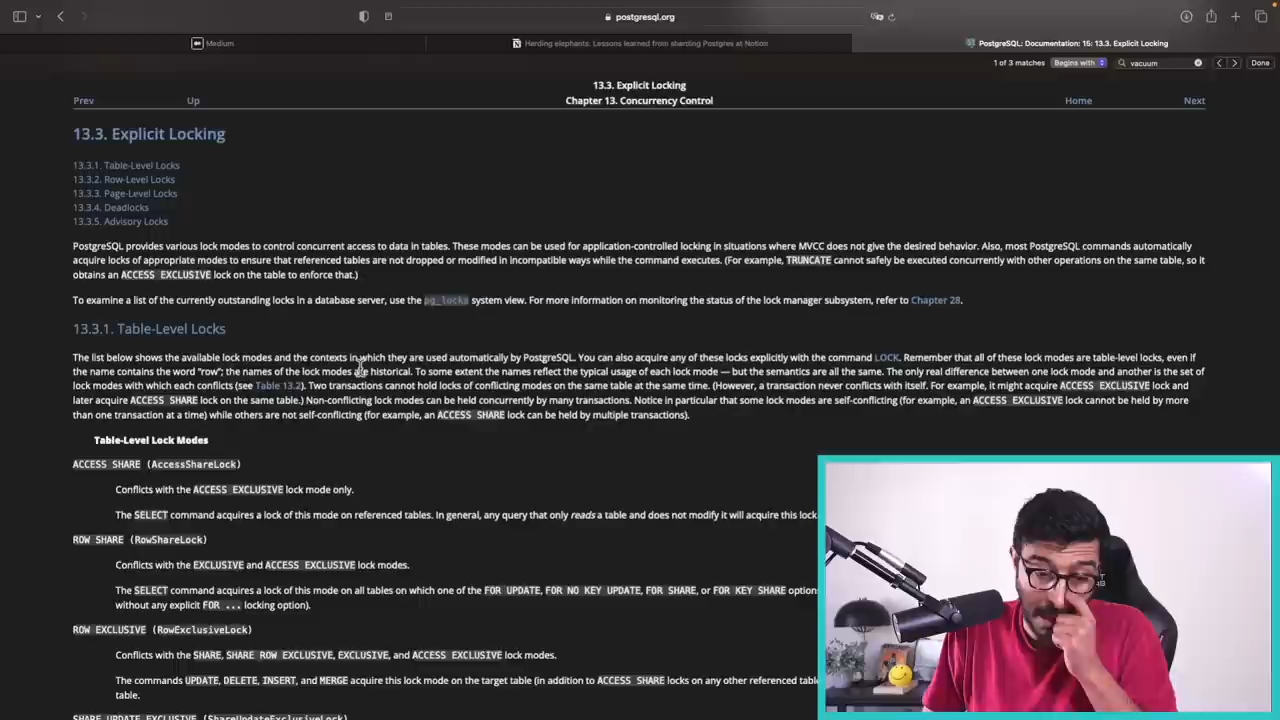 postgresql.org
Medium
Herding elephants: Lessons learned from sharding Postgres at Notion
PostgreSQL: Documentation: 15: 13.3. Explicit Locking
1 of 3 matches
Begins with
vacuum
Done
13.3. Explicit Locking
Prev
Up
Chapter 13. Concurrency Control
Home
Next
13.3. Explicit Locking
13.3.1. Table-Level Locks
13.3.2. Row-Level Locks
13.3.3. Page-Level Locks
13.3.4. Deadlocks
13.3.5. Advisory Locks
PostgreSQL provides various lock modes to control concurrent access to data in tables. These modes can be used for application-controlled locking in situations where MVCC does not give the desired behavior. Also, most PostgreSQL commands automatically
acquire locks of appropriate modes to ensure that referenced tables are not dropped or modified in incompatible ways while the command executes. (For example, TRUNCATE cannot safely be executed concurrently with other operations on the same table, so it
obtains an ACCESS EXCLUSIVE lock on the table to enforce that.)
To examine a list of the currently outstanding locks in a database server, use the pg_locks system view. For more information on monitoring the status of the lock manager subsystem, refer to Chapter 28.
13.3.1. Table-Level Locks
The list below shows the available lock modes and the contexts in which they are used automatically by PostgreSQL. You can also acquire any of these locks explicitly with the command LOCK. Remember that all of these lock modes are table-level locks, even if
the name contains the word "row"; the names of the lock modes are historical. To some extent the names reflect the typical usage of each lock mode — but the semantics are all the same. The only real difference between one lock mode and another is the set of
lock modes with which each conflicts (see Table 13.2). Two transactions cannot hold locks of conflicting modes on the same table at the same time. (However, a transaction never conflicts with itself. For example, it might acquire ACCESS EXCLUSIVE lock and
later acquire ACCESS SHARE lock on the same table.) Non-conflicting lock modes can be held concurrently by many transactions. Notice in particular that some lock modes are self-conflicting (for example, an ACCESS EXCLUSIVE lock cannot be held by more
than one transaction at a time) while others are not self-conflicting (for example, an ACCESS SHARE lock can be held by multiple transactions).
Table-Level Lock Modes
ACCESS SHARE (AccessShareLock)
Conflicts with the ACCESS EXCLUSIVE lock mode only.
The SELECT command acquires a lock of this mode on referenced tables. In general, any query that only reads a table and does not modify it will acquire this lock
ROW SHARE (RowShareLock)
Conflicts with the EXCLUSIVE and ACCESS EXCLUSIVE lock modes.
The SELECT command acquires a lock of this mode on all tables on which one of the FOR UPDATE, FOR NO KEY UPDATE, FOR SHARE, or FOR KEY SHARE options
without any explicit FOR ... locking option).
ROW EXCLUSIVE (RowExclusiveLock)
Conflicts with the SHARE, SHARE ROW EXCLUSIVE, EXCLUSIVE, and ACCESS EXCLUSIVE lock modes.
The commands UPDATE, DELETE, INSERT, and MERGE acquire this lock mode on the target table (in addition to ACCESS SHARE locks on any other referenced
table.
SHARE UPDATE EXCLUSIVE (ShareUpdateExclusiveLock)